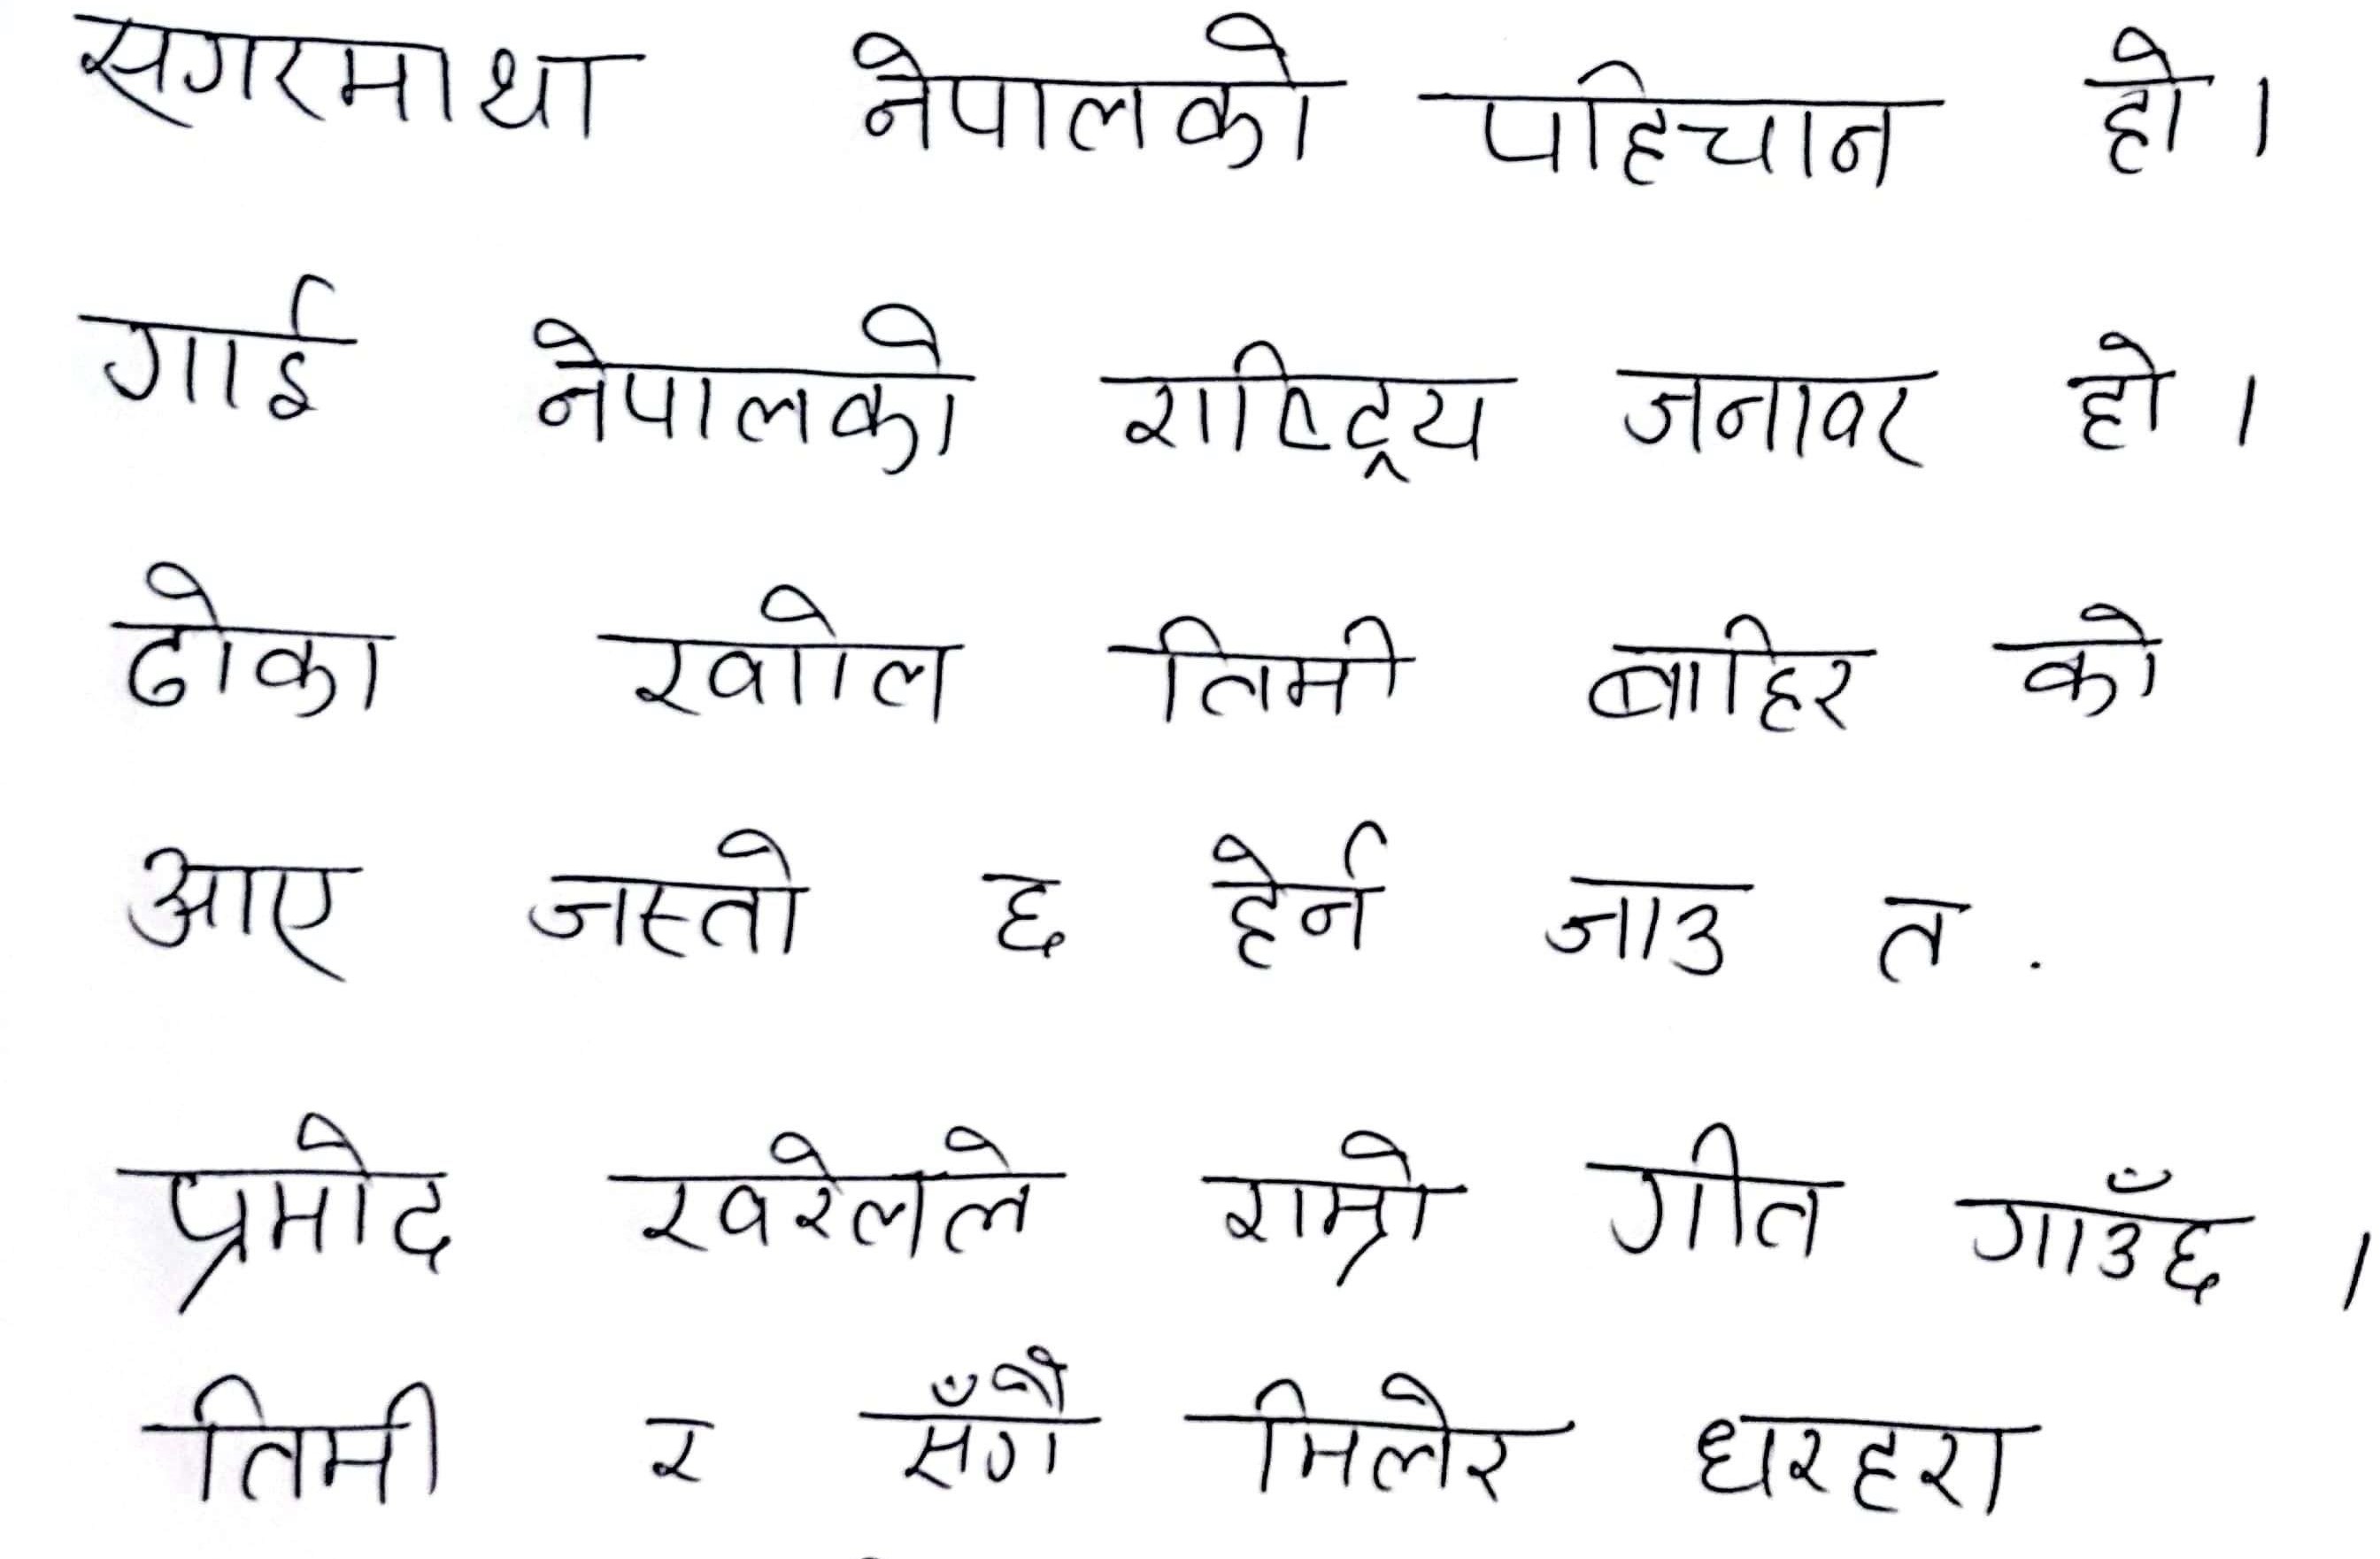 सगरमाथा नेपालको पहिचान हो ।
गाई नेपालको राष्ट्रिय जनावर हो ।
ढोका खोल तिमी बाहिर को
आए जस्तो छ हेर्न जाउ त .
प्रमोद खरेलले राम्रो गीत गाउँछ ।
तिमी र सँगै मिलेर धरहरा